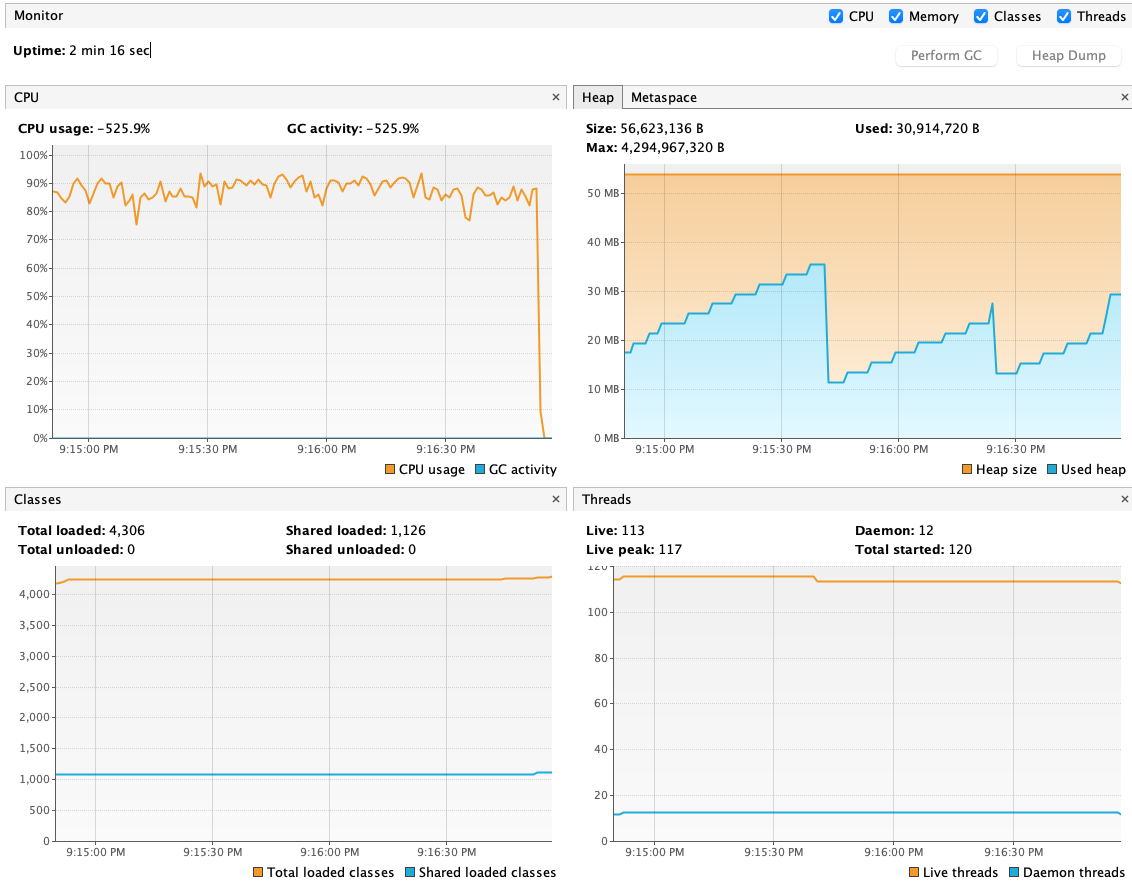 Monitor
CPU Memory Classes Threads
Uptime: 2 min 16 sec
Perform GC Heap Dump
CPU ×
CPU usage: -525.9% GC activity: -525.9%
100%
90%
80%
70%
60%
50%
40%
30%
20%
10%
0%
9:15:00 PM 9:15:30 PM 9:16:00 PM 9:16:30 PM
CPU usage GC activity
Heap Metaspace ×
Size: 56,623,136 B Used: 30,914,720 B
Max: 4,294,967,320 B
50 MB
40 MB
30 MB
20 MB
10 MB
0 MB
9:15:00 PM 9:15:30 PM 9:16:00 PM 9:16:30 PM
Heap size Used heap
Classes ×
Total loaded: 4,306 Shared loaded: 1,126
Total unloaded: 0 Shared unloaded: 0
4,000
3,500
3,000
2,500
2,000
1,500
1,000
500
0
9:15:00 PM 9:15:30 PM 9:16:00 PM 9:16:30 PM
Total loaded classes Shared loaded classes
Threads ×
Live: 113 Daemon: 12
Live peak: 117 Total started: 120
120
100
80
60
40
20
0
9:15:00 PM 9:15:30 PM 9:16:00 PM 9:16:30 PM
Live threads Daemon threads